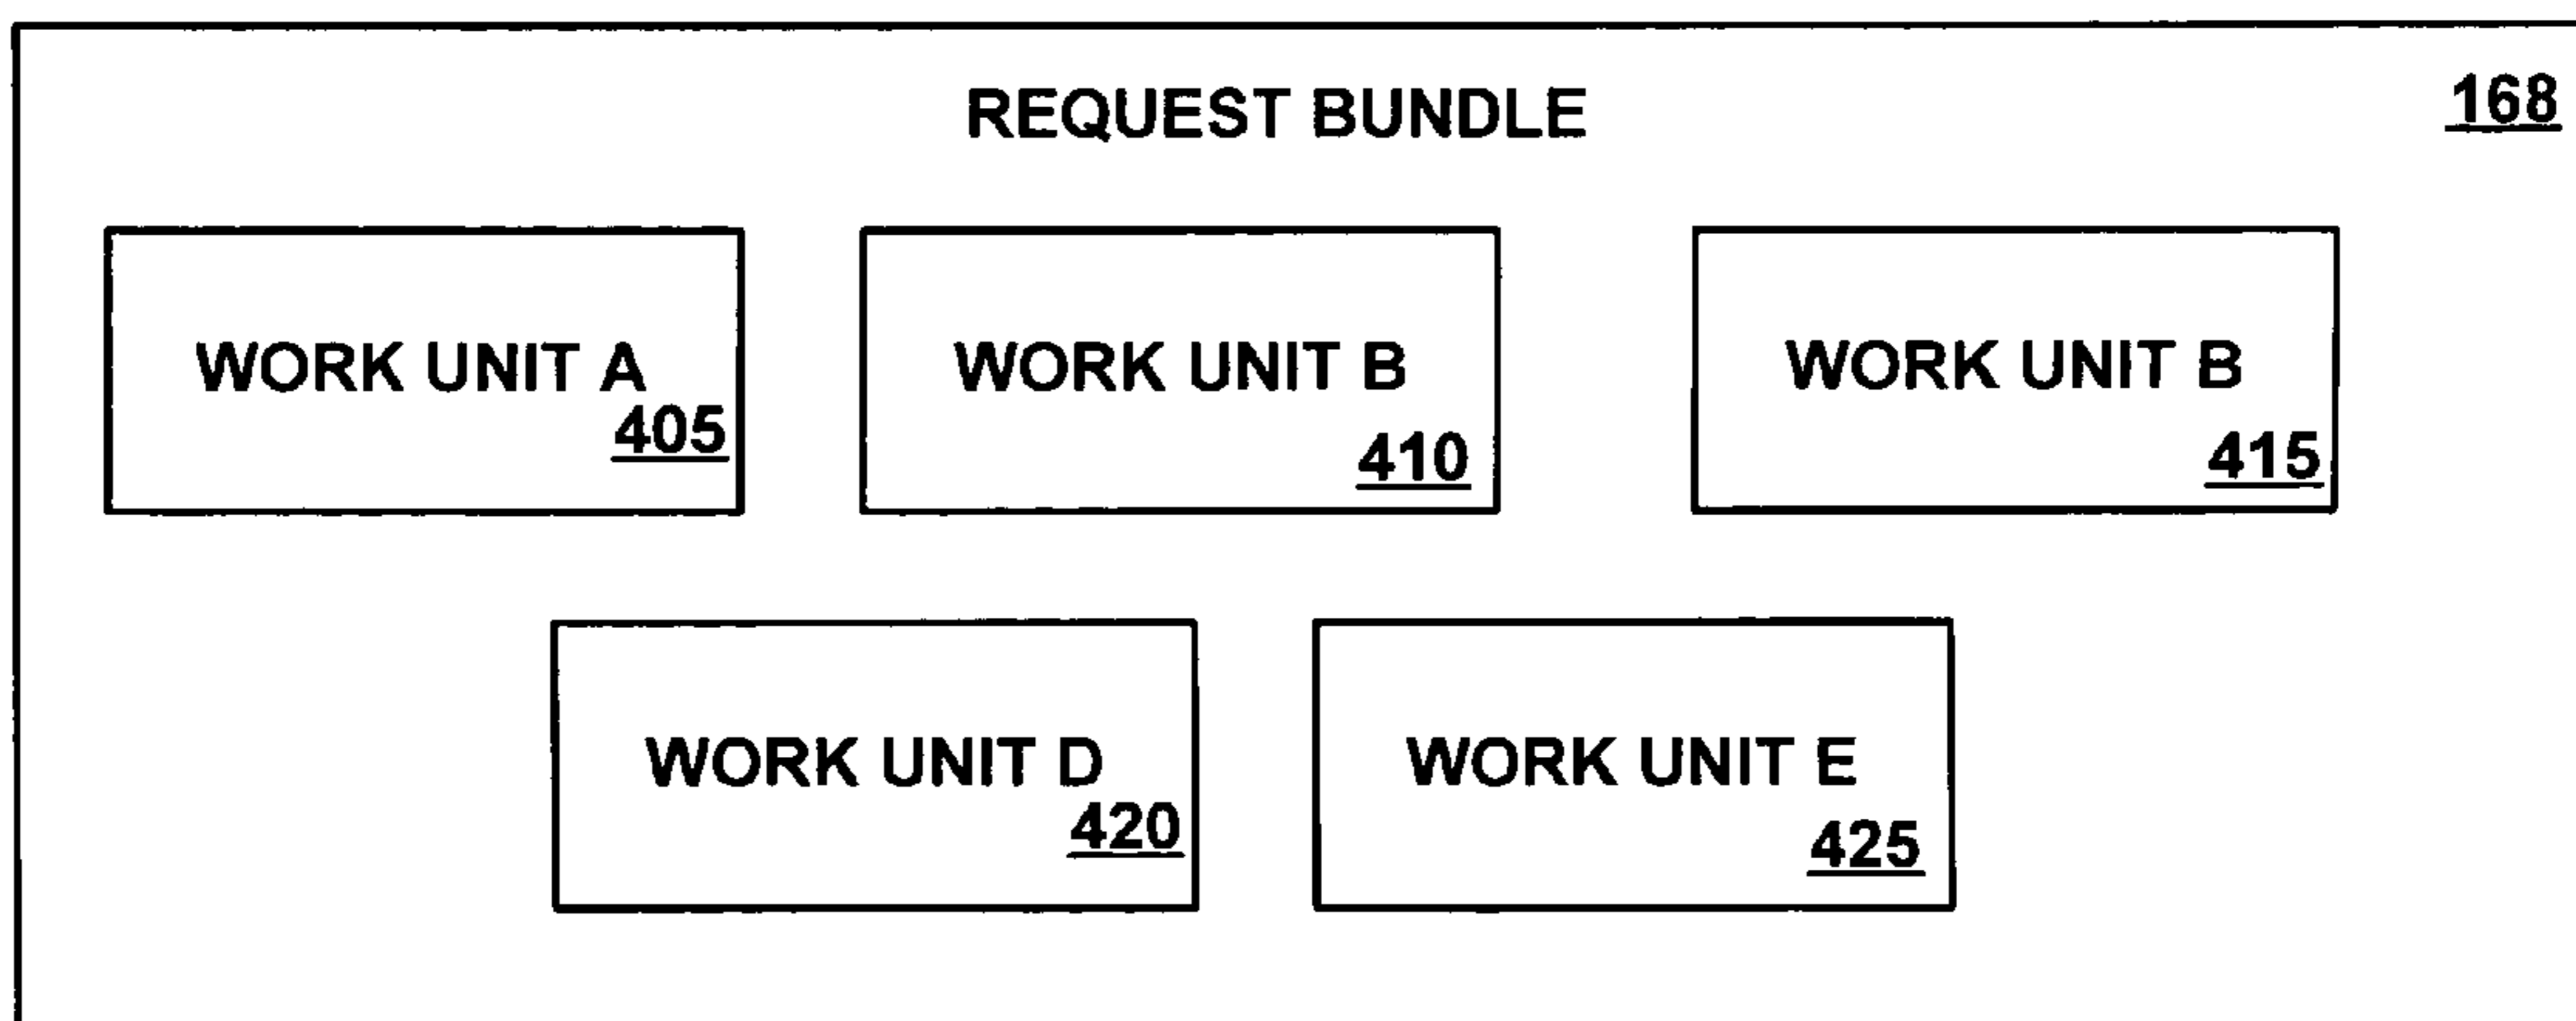 REQUEST BUNDLE
168
WORK UNIT A
405
WORK UNIT B
410
WORK UNIT B
415
WORK UNIT D
420
WORK UNIT E
425